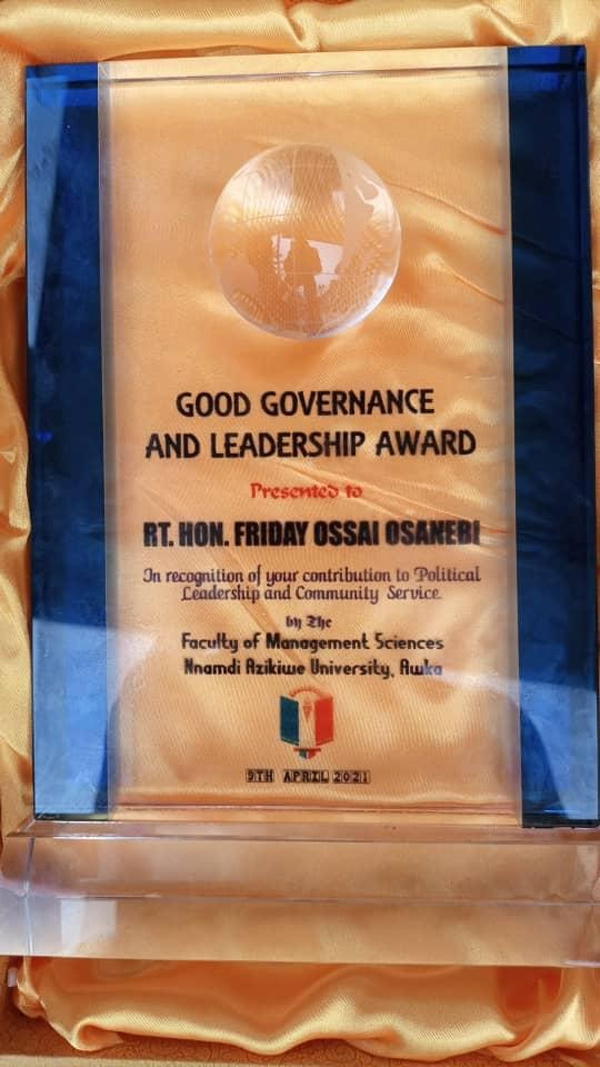 GOOD GOVERNANCE
AND LEADERSHIP AWARD
Presented to
RT. HON. FRIDAY OSSAI OSANEBI
In recognition of your contribution to Political
Leadership and Community Service.
by The
Faculty of Management Sciences
Nnamdi Azikiwe University, Awka
9TH APRIL 2021